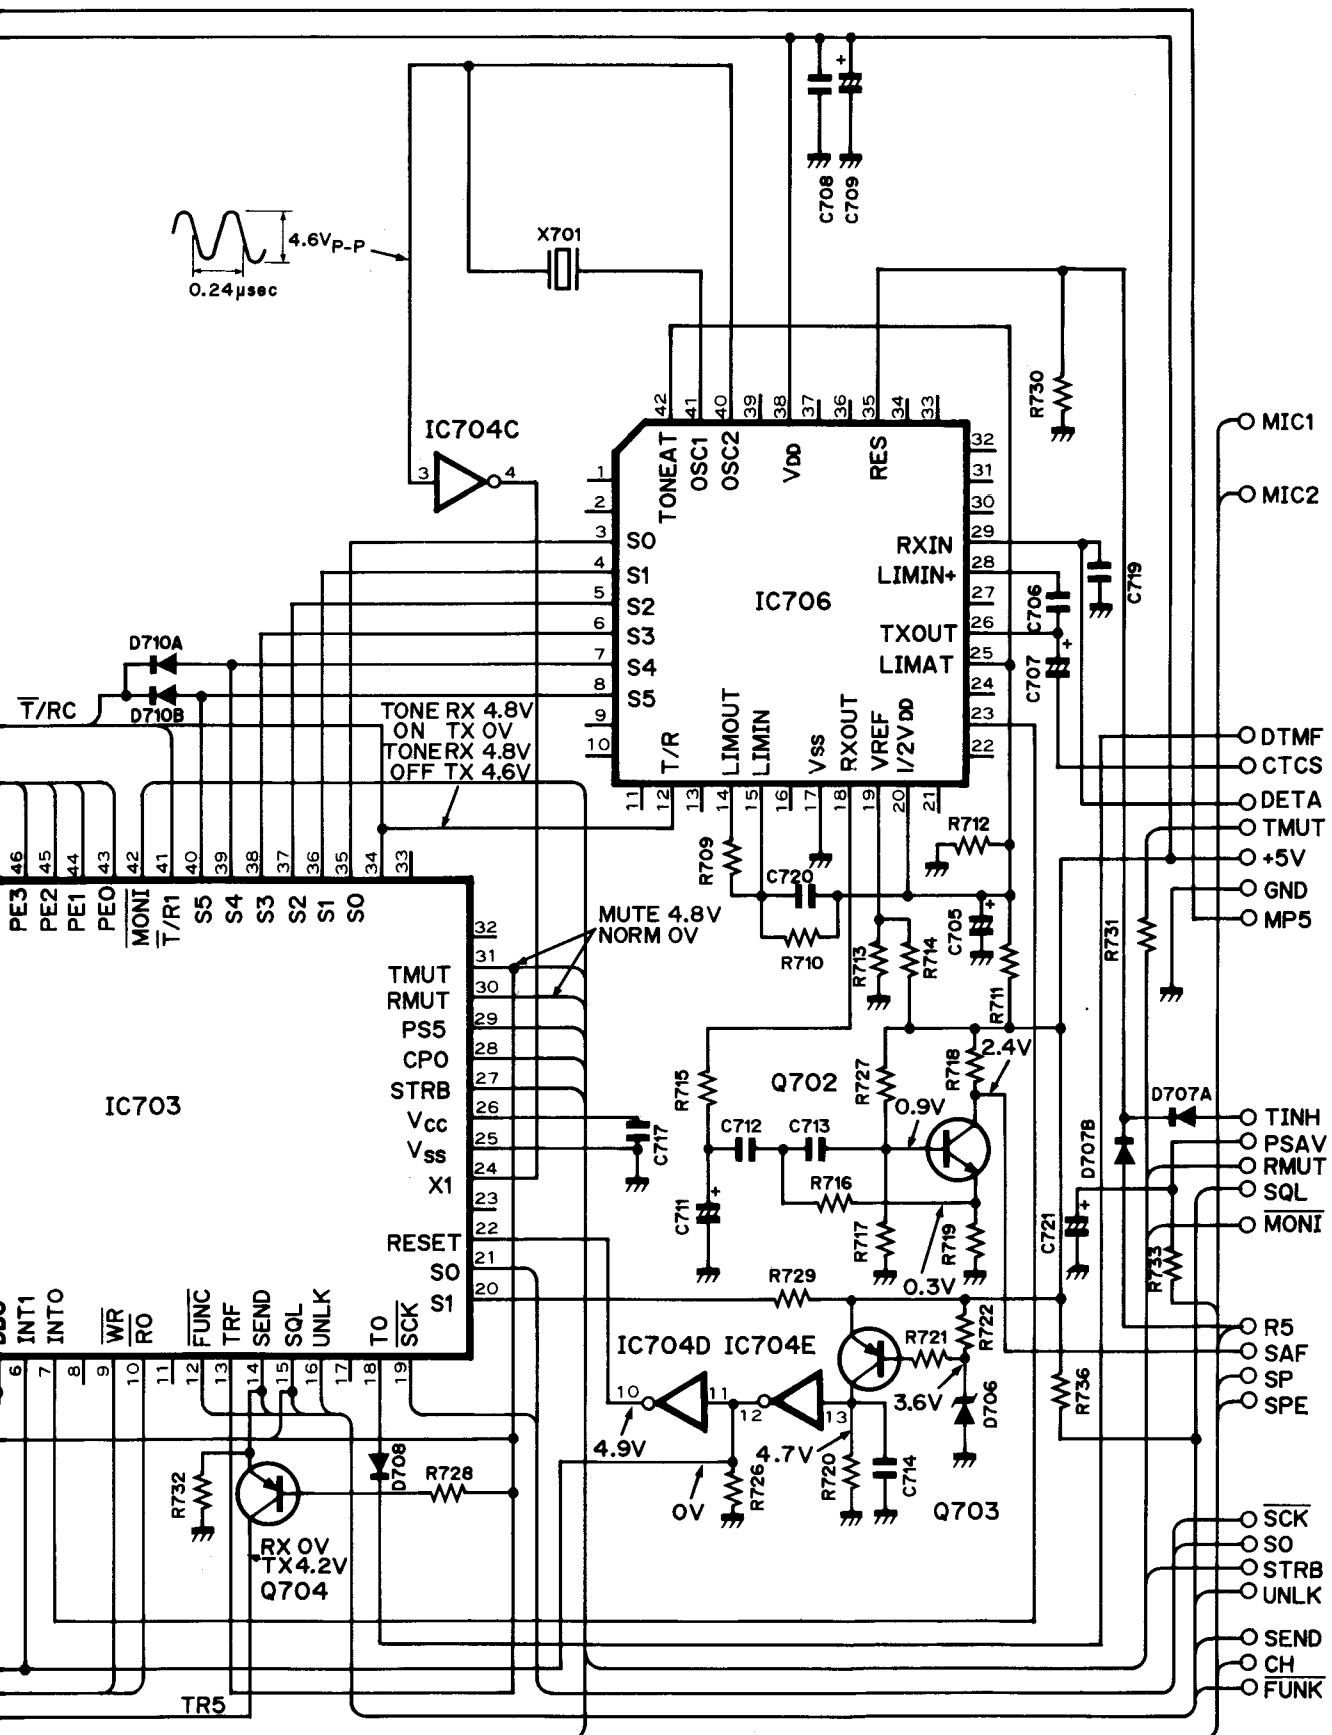 C708
C709
X701
4.6VP-P
0.24µsec
IC704C
3
4
42
41
40
39
38
37
36
35
34
33
TONEAT
OSC1
OSC2
VDD
RES
R730
1
2
3
4
5
6
7
8
9
10
S0
S1
S2
S3
S4
S5
IC706
32
31
30
29
28
27
26
25
24
23
22
RXIN
LIMIN+
TXOUT
LIMAT
T/R
LIMOUT
LIMIN
VSS
RXOUT
VREF
1/2VDD
11
12
13
14
15
16
17
18
19
20
21
C719
C706
C707
D710A
D710B
T/RC
TONE RX 4.8V
ON TX 0V
TONE RX 4.8V
OFF TX 4.6V
R709
C720
R710
R712
R713
R714
C705
R711
R731
MIC1
MIC2
DTMF
CTCS
DETA
TMUT
+5V
GND
MP5
46
45
44
43
42
41
40
39
38
37
36
35
34
33
PE3
PE2
PE1
PE0
MONI
T/R1
S5
S4
S3
S2
S1
S0
MUTE 4.8V
NORM 0V
IC703
32
TMUT 31
RMUT 30
PS5 29
CPO 28
STRB 27
VCC 26
VSS 25
X1 24
23
RESET 22
SO 21
S1 20
C717
R715
C712
C713
C711
R716
R717
R727
Q702
0.9V
R718
2.4V
R719
0.3V
D707A
D707B
C721
R733
TINH
PSAV
RMUT
SQL
MONI
R5
SAF
SP
SPE
R729
IC704D
IC704E
10
11
12
13
4.9V
0V
R726
4.7V
R720
C714
R721
R722
3.6V
D706
Q703
R736
INT1
INT0
WR
RO
FUNC
TRF
SEND
SQL
UNLK
TO
SCK
6
7
8
9
10
11
12
13
14
15
16
17
18
19
R732
R728
D708
RX 0V
TX 4.2V
Q704
TR5
SCK
SO
STRB
UNLK
SEND
CH
FUNK